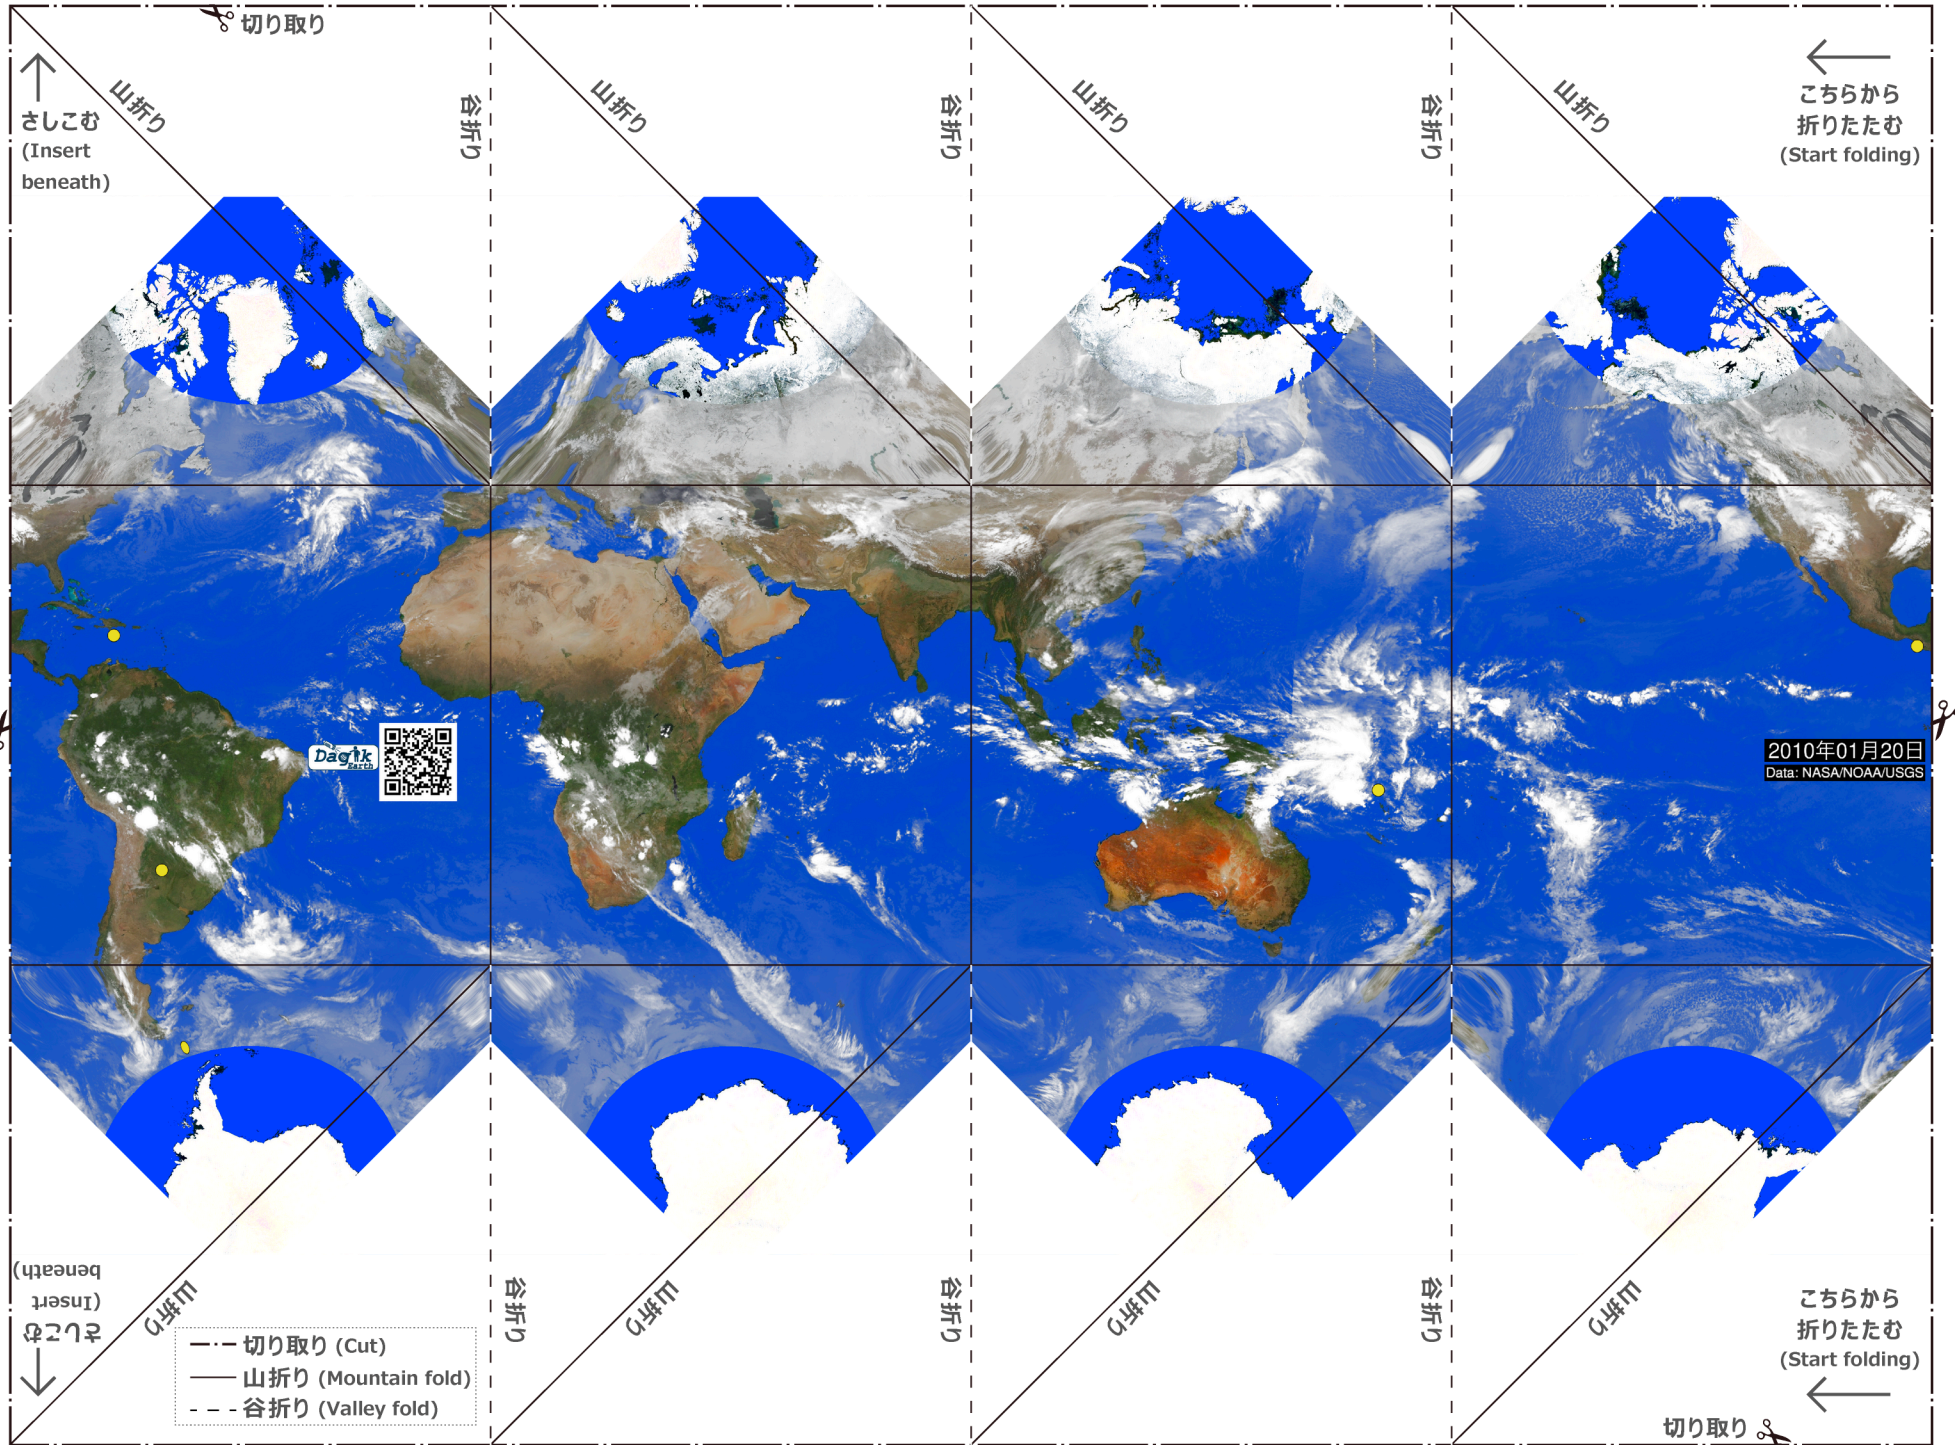 切り取り
さしこむ
(Insert
beneath)
山折り
谷折り
山折り
谷折り
山折り
谷折り
山折り
こちらから
折りたたむ
(Start folding)
Dagik
Earth
2010年01月20日
Data: NASA/NOAA/USGS
さしこむ
(Insert
beneath)
山折り
谷折り
山折り
谷折り
山折り
谷折り
山折り
こちらから
折りたたむ
(Start folding)
切り取り (Cut)
山折り (Mountain fold)
谷折り (Valley fold)
切り取り